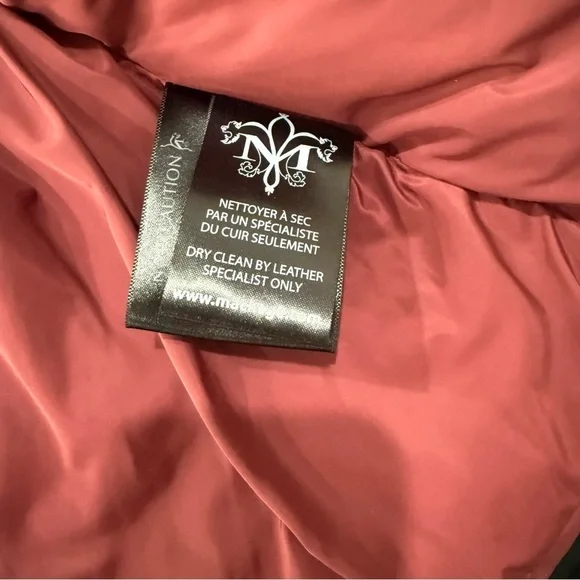 M
NETTOYER À SEC
PAR UN SPÉCIALISTE
DU CUIR SEULEMENT
DRY CLEAN BY LEATHER
SPECIALIST ONLY